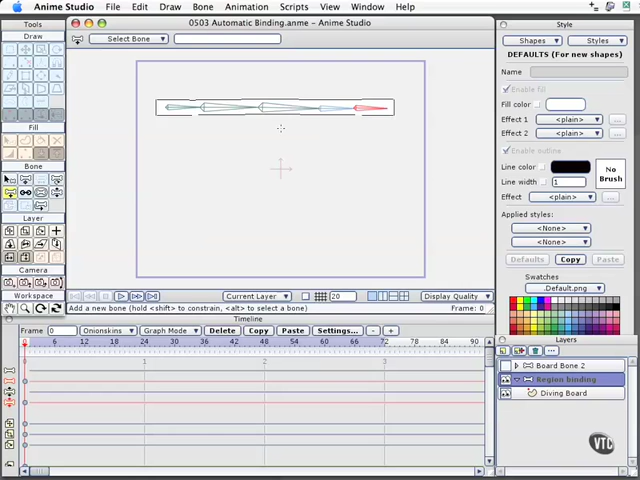 Anime Studio File Edit Draw Bone Animation Scripts View Window Help
Tools
0503 Automatic Binding.anme - Anime Studio
Select Bone
Draw
Fill
Bone
Layer
Camera
Workspace
Style
Shapes Styles
DEFAULTS (For new shapes)
Name
Enable fill
Fill color
Effect 1 <plain> ...
Effect 2 <plain> ...
Enable outline
Line color
Line width 1
No Brush
Effect <plain> ...
Applied styles:
<None>
<None>
Defaults Copy Paste
Swatches
.Default.png
Current Layer 20 Display Quality
Add a new bone (hold <shift> to constrain, <alt> to select a bone) Frame: 0
Timeline
Frame 0 Onionskins Graph Mode Delete Copy Paste Settings... - +
0 6 12 18 24 30 36 42 48 54 60 66 72 78 84 90
0 1 2 3
Layers
Board Bone 2
Region binding
Diving Board
VTC